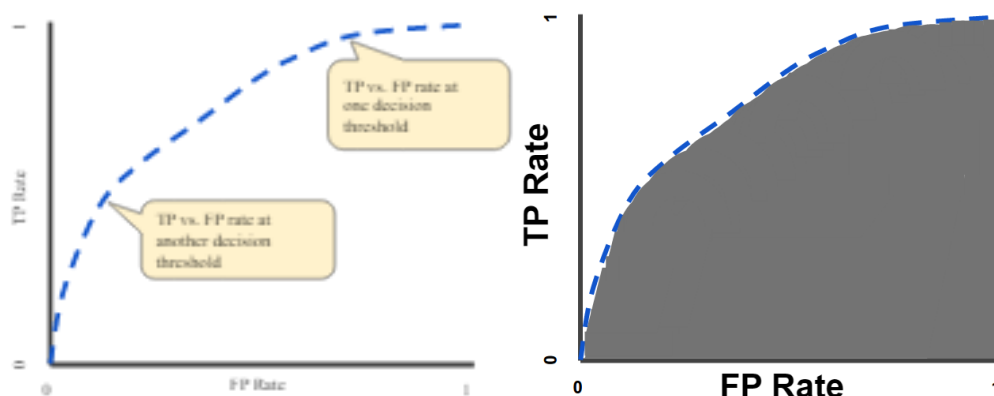 1
TP vs. FP rate at
one decision
threshold
TP Rate
TP vs. FP rate at
another decision
threshold
0
0
FP Rate
1
1
TP Rate
0
0
FP Rate
1